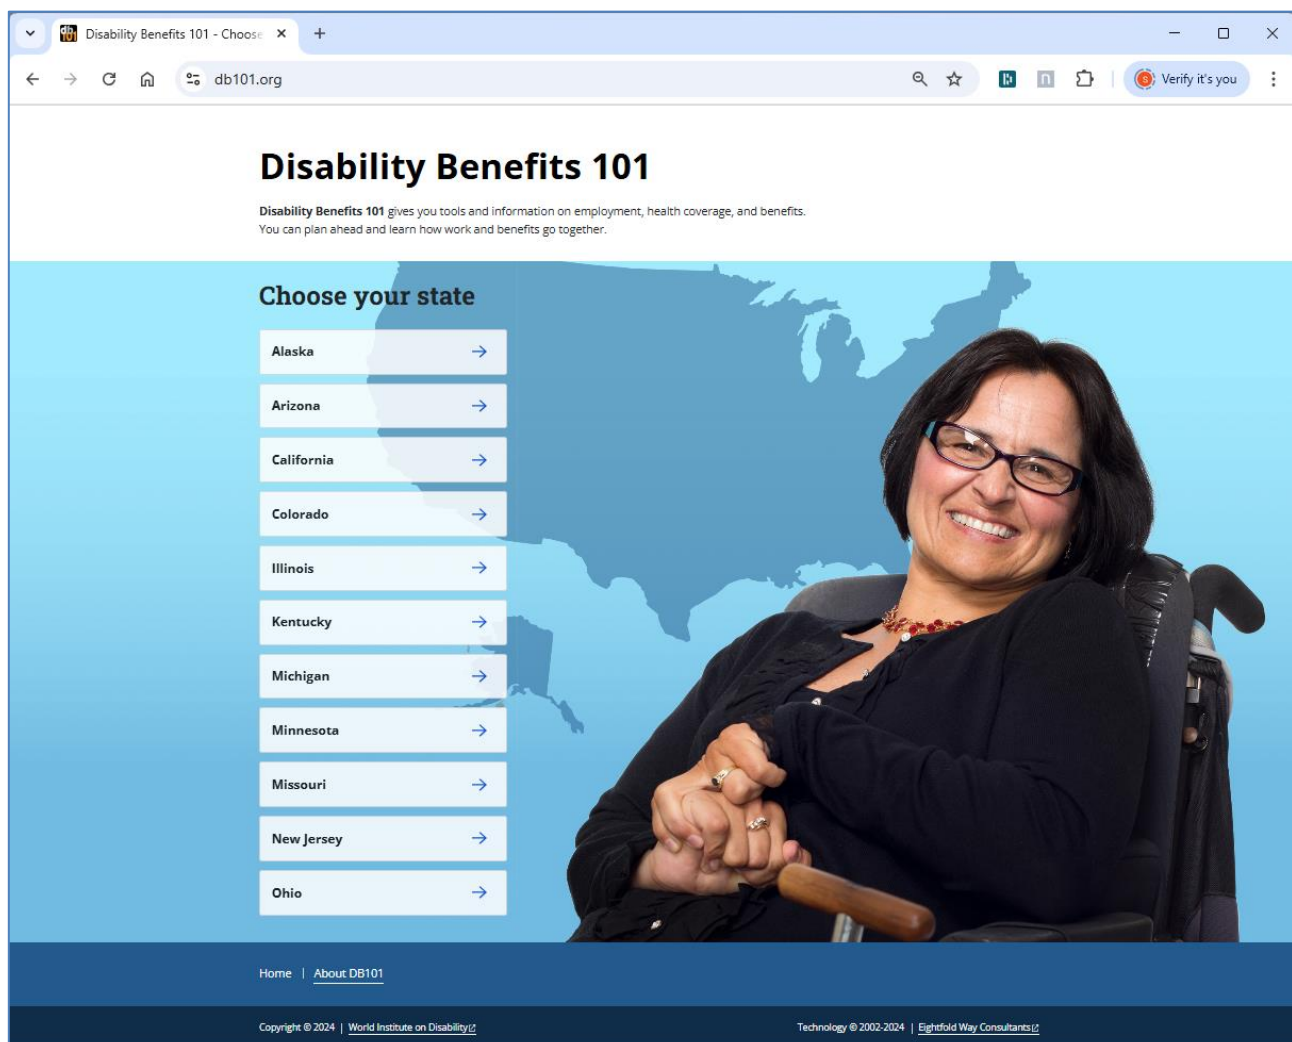 Disability Benefits 101 - Choose
db101.org
Verify it's you
Disability Benefits 101
Disability Benefits 101 gives you tools and information on employment, health coverage, and benefits.
You can plan ahead and learn how work and benefits go together.
Choose your state
Alaska
Arizona
California
Colorado
Illinois
Kentucky
Michigan
Minnesota
Missouri
New Jersey
Ohio
Home | About DB101
Copyright © 2024 | World Institute on Disability
Technology © 2002-2024 | Eightfold Way Consultants